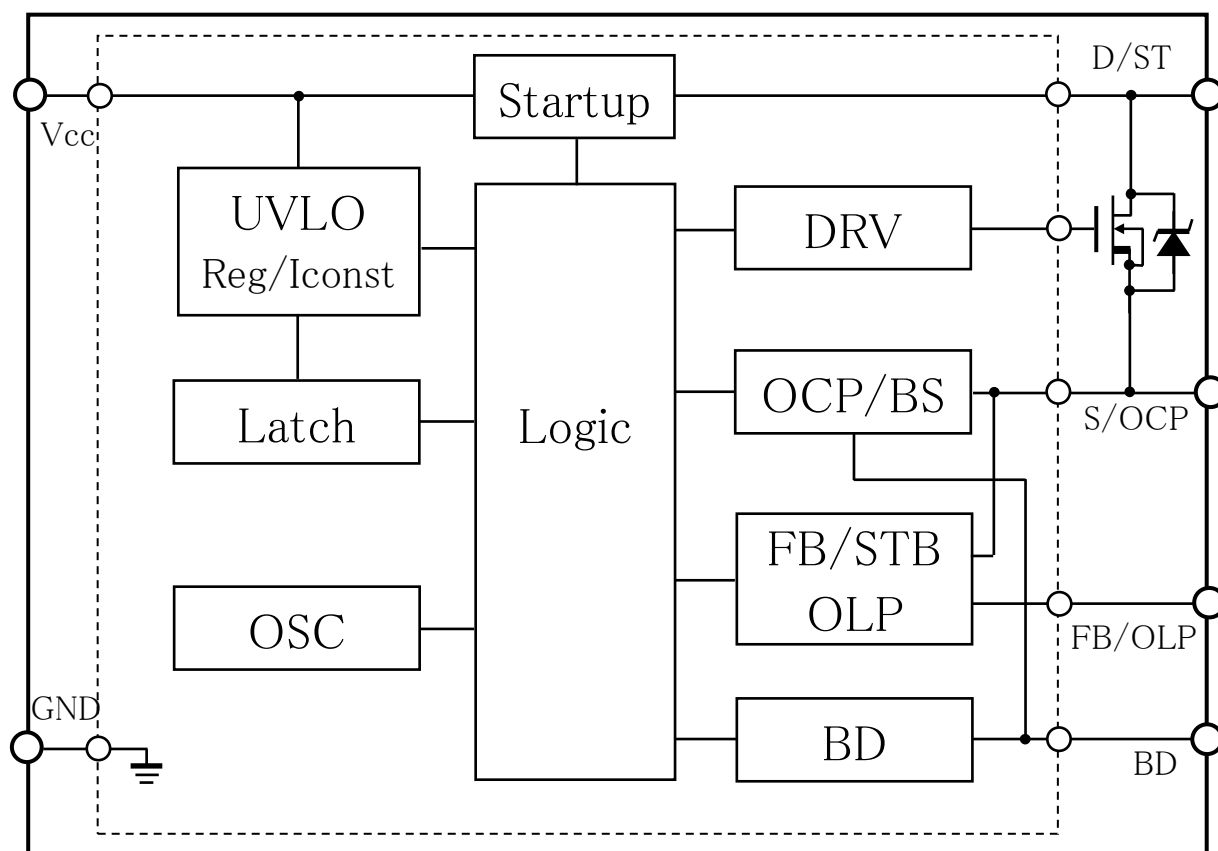 D/ST
Startup
Vcc
UVLO
Reg/Iconst
DRV
OCP/BS
S/OCP
Latch
Logic
FB/STB
OLP
OSC
FB/OLP
GND
BD
BD